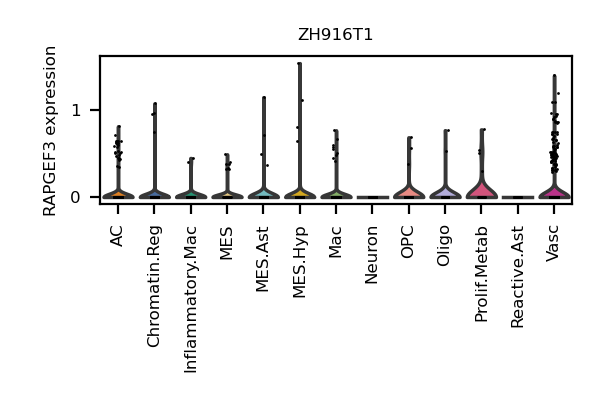 ZH916T1
RAPGEF3 expression
1
0
AC
Chromatin.Reg
Inflammatory.Mac
MES
MES.Ast
MES.Hyp
Mac
Neuron
OPC
Oligo
Prolif.Metab
Reactive.Ast
Vasc